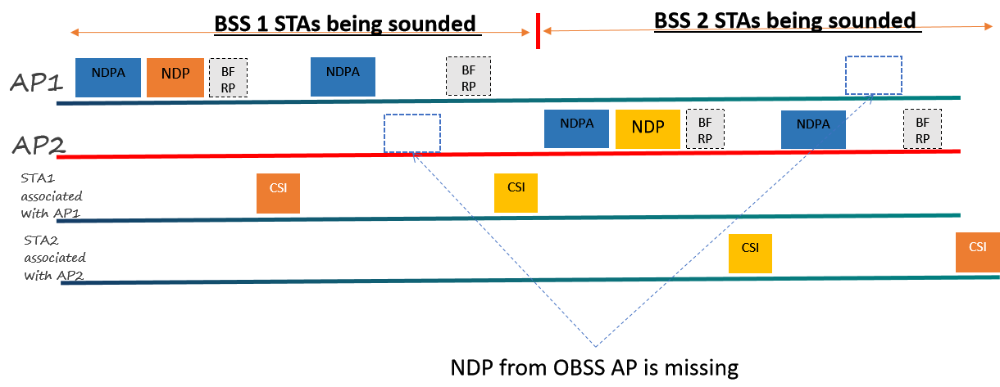 BSS 1 STAs being sounded
BSS 2 STAs being sounded
AP1
NDPA
NDP
BF
RP
NDPA
BF
RP
AP2
NDPA
NDP
BF
RP
NDPA
BF
RP
STA1
associated
with AP1
CSI
CSI
STA2
associated
with AP2
CSI
CSI
NDP from OBSS AP is missing